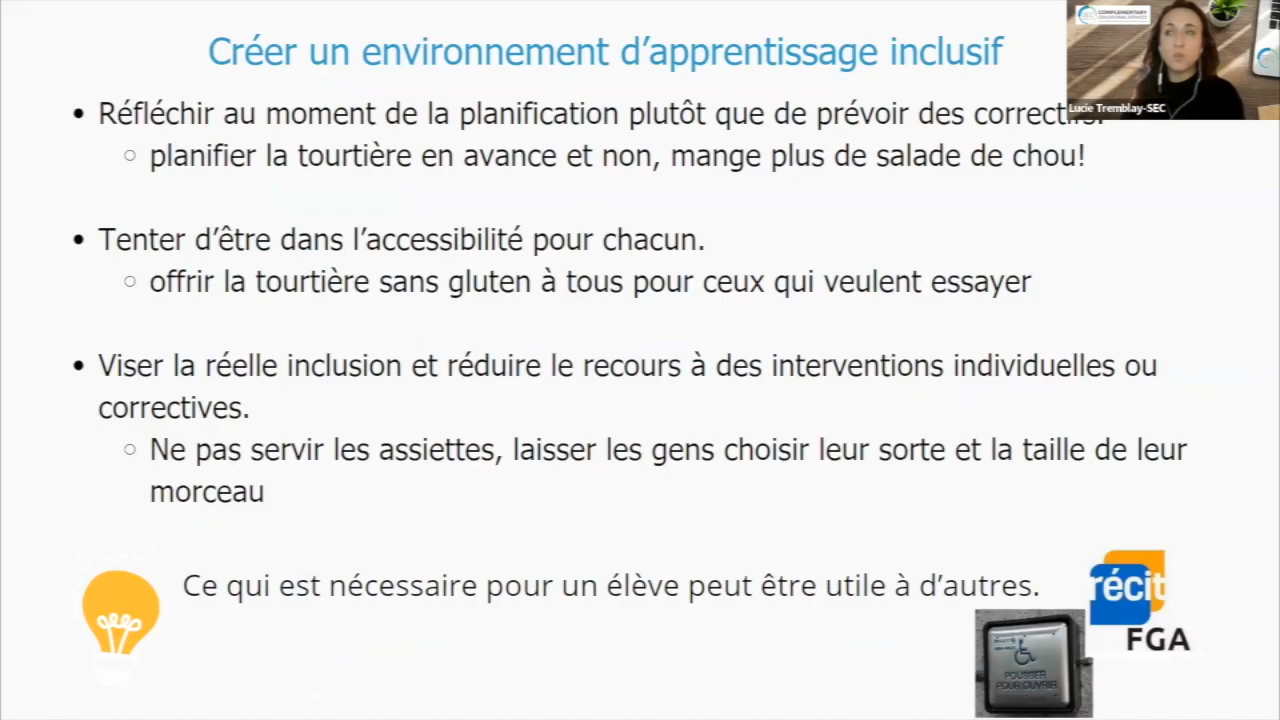 Créer un environnement d’apprentissage inclusif
COMPLEMENTARY
Lucie Tremblay-SEC
• Réfléchir au moment de la planification plutôt que de prévoir des correctifs.
○ planifier la tourtière en avance et non, mange plus de salade de chou!
• Tenter d’être dans l’accessibilité pour chacun.
○ offrir la tourtière sans gluten à tous pour ceux qui veulent essayer
• Viser la réelle inclusion et réduire le recours à des interventions individuelles ou
correctives.
○ Ne pas servir les assiettes, laisser les gens choisir leur sorte et la taille de leur
morceau
Ce qui est nécessaire pour un élève peut être utile à d’autres.
récit
FGA
POUSSER
POUR OUVRIR